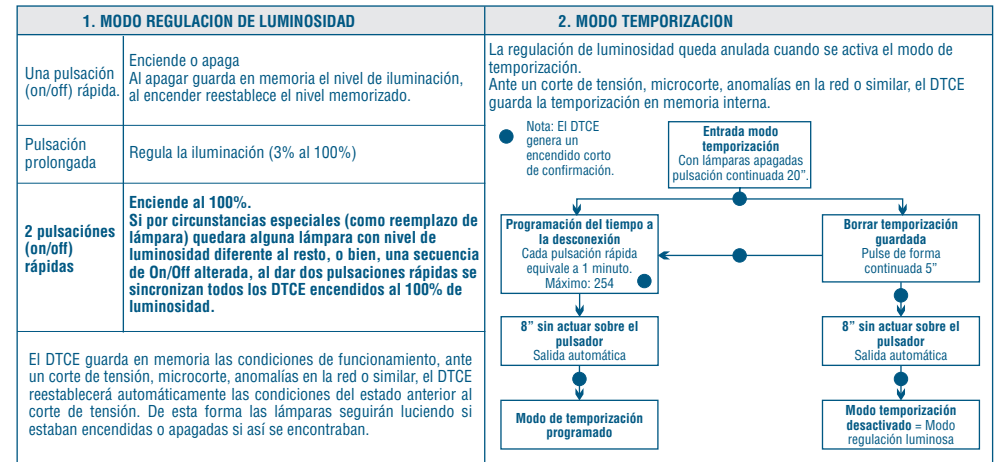 1. MODO REGULACION DE LUMINOSIDAD
Una pulsación
(on/off) rápida.
Enciende o apaga
Al apagar guarda en memoria el nivel de iluminación,
al encender reestablece el nivel memorizado.
Pulsación
prolongada
Regula la iluminación (3% al 100%)
2 pulsaciónes
(on/off)
rápidas
Enciende al 100%.
Si por circunstancias especiales (como reemplazo de
lámpara) quedara alguna lámpara con nivel de
luminosidad diferente al resto, o bien, una secuencia
de On/Off alterada, al dar dos pulsaciones rápidas se
sincronizan todos los DTCE encendidos al 100% de
luminosidad.
El DTCE guarda en memoria las condiciones de funcionamiento, ante
un corte de tensión, microcorte, anomalías en la red o similar, el DTCE
reestablecerá automáticamente las condiciones del estado anterior al
corte de tensión. De esta forma las lámparas seguirán luciendo si
estaban encendidas o apagadas si así se encontraban.
2. MODO TEMPORIZACION
La regulación de luminosidad queda anulada cuando se activa el modo de
temporización.
Ante un corte de tensión, microcorte, anomalías en la red o similar, el DTCE
guarda la temporización en memoria interna.
Nota: El DTCE
genera un
encendido corto
de confirmación.
Entrada modo
temporización
Con lámparas apagadas
pulsación continuada 20”.
Programación del tiempo a
la desconexión
Cada pulsación rápida
equivale a 1 minuto.
Máximo: 254
Borrar temporización
guardada
Pulse de forma
continuada 5”
8” sin actuar sobre el
pulsador
Salida automática
8” sin actuar sobre el
pulsador
Salida automática
Modo de temporización
programado
Modo temporización
desactivado = Modo
regulación luminosa